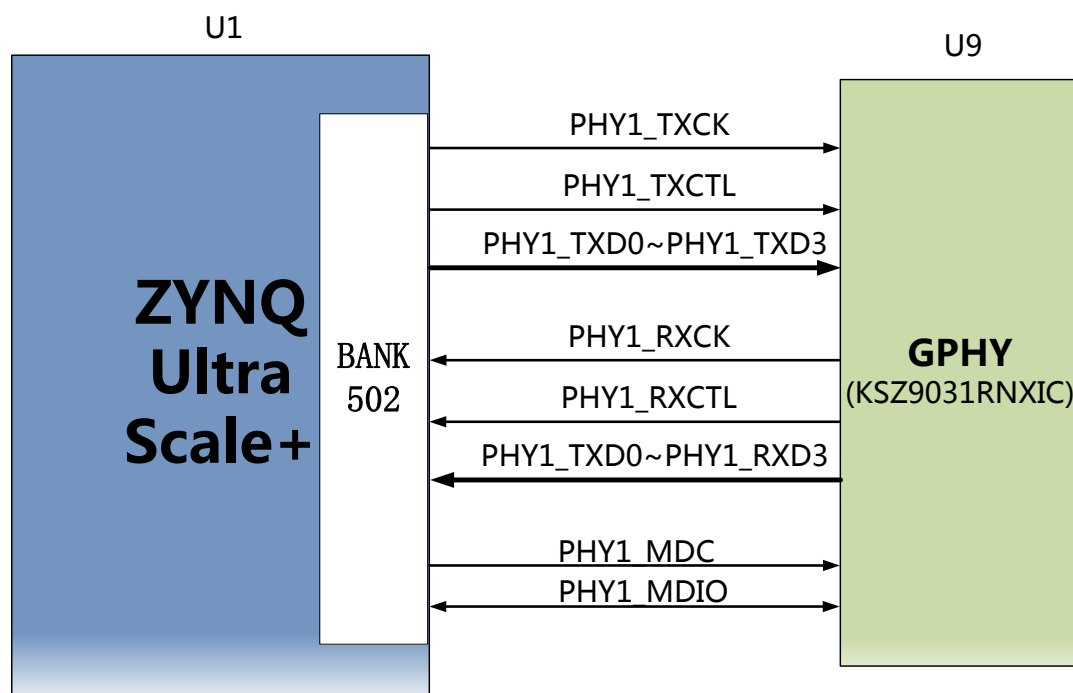 U1
U9
PHY1_TXCK
PHY1_TXCTL
PHY1_TXD0~PHY1_TXD3
PHY1_RXCK
PHY1_RXCTL
PHY1_TXD0~PHY1_RXD3
PHY1_MDC
PHY1_MDIO
ZYNQ
Ultra
Scale+
BANK
502
GPHY
(KSZ9031RNXIC)